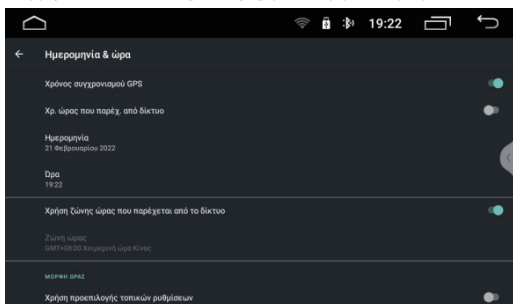 19:22
Ημερομηνία & ώρα
Χρόνος συγχρονισμού GPS
Χρ. ώρας που παρέχ. από δίκτυο
Ημερομηνία
21 Φεβρουαρίου 2022
Ώρα
19:22
Χρήση ζώνης ώρας που παρέχεται από το δίκτυο
Ζώνη ώρας
GMT+08:00 Χειμερινή ώρα Κίνας
ΜΟΡΦΗ ΩΡΑΣ
Χρήση προεπιλογής τοπικών ρυθμίσεων